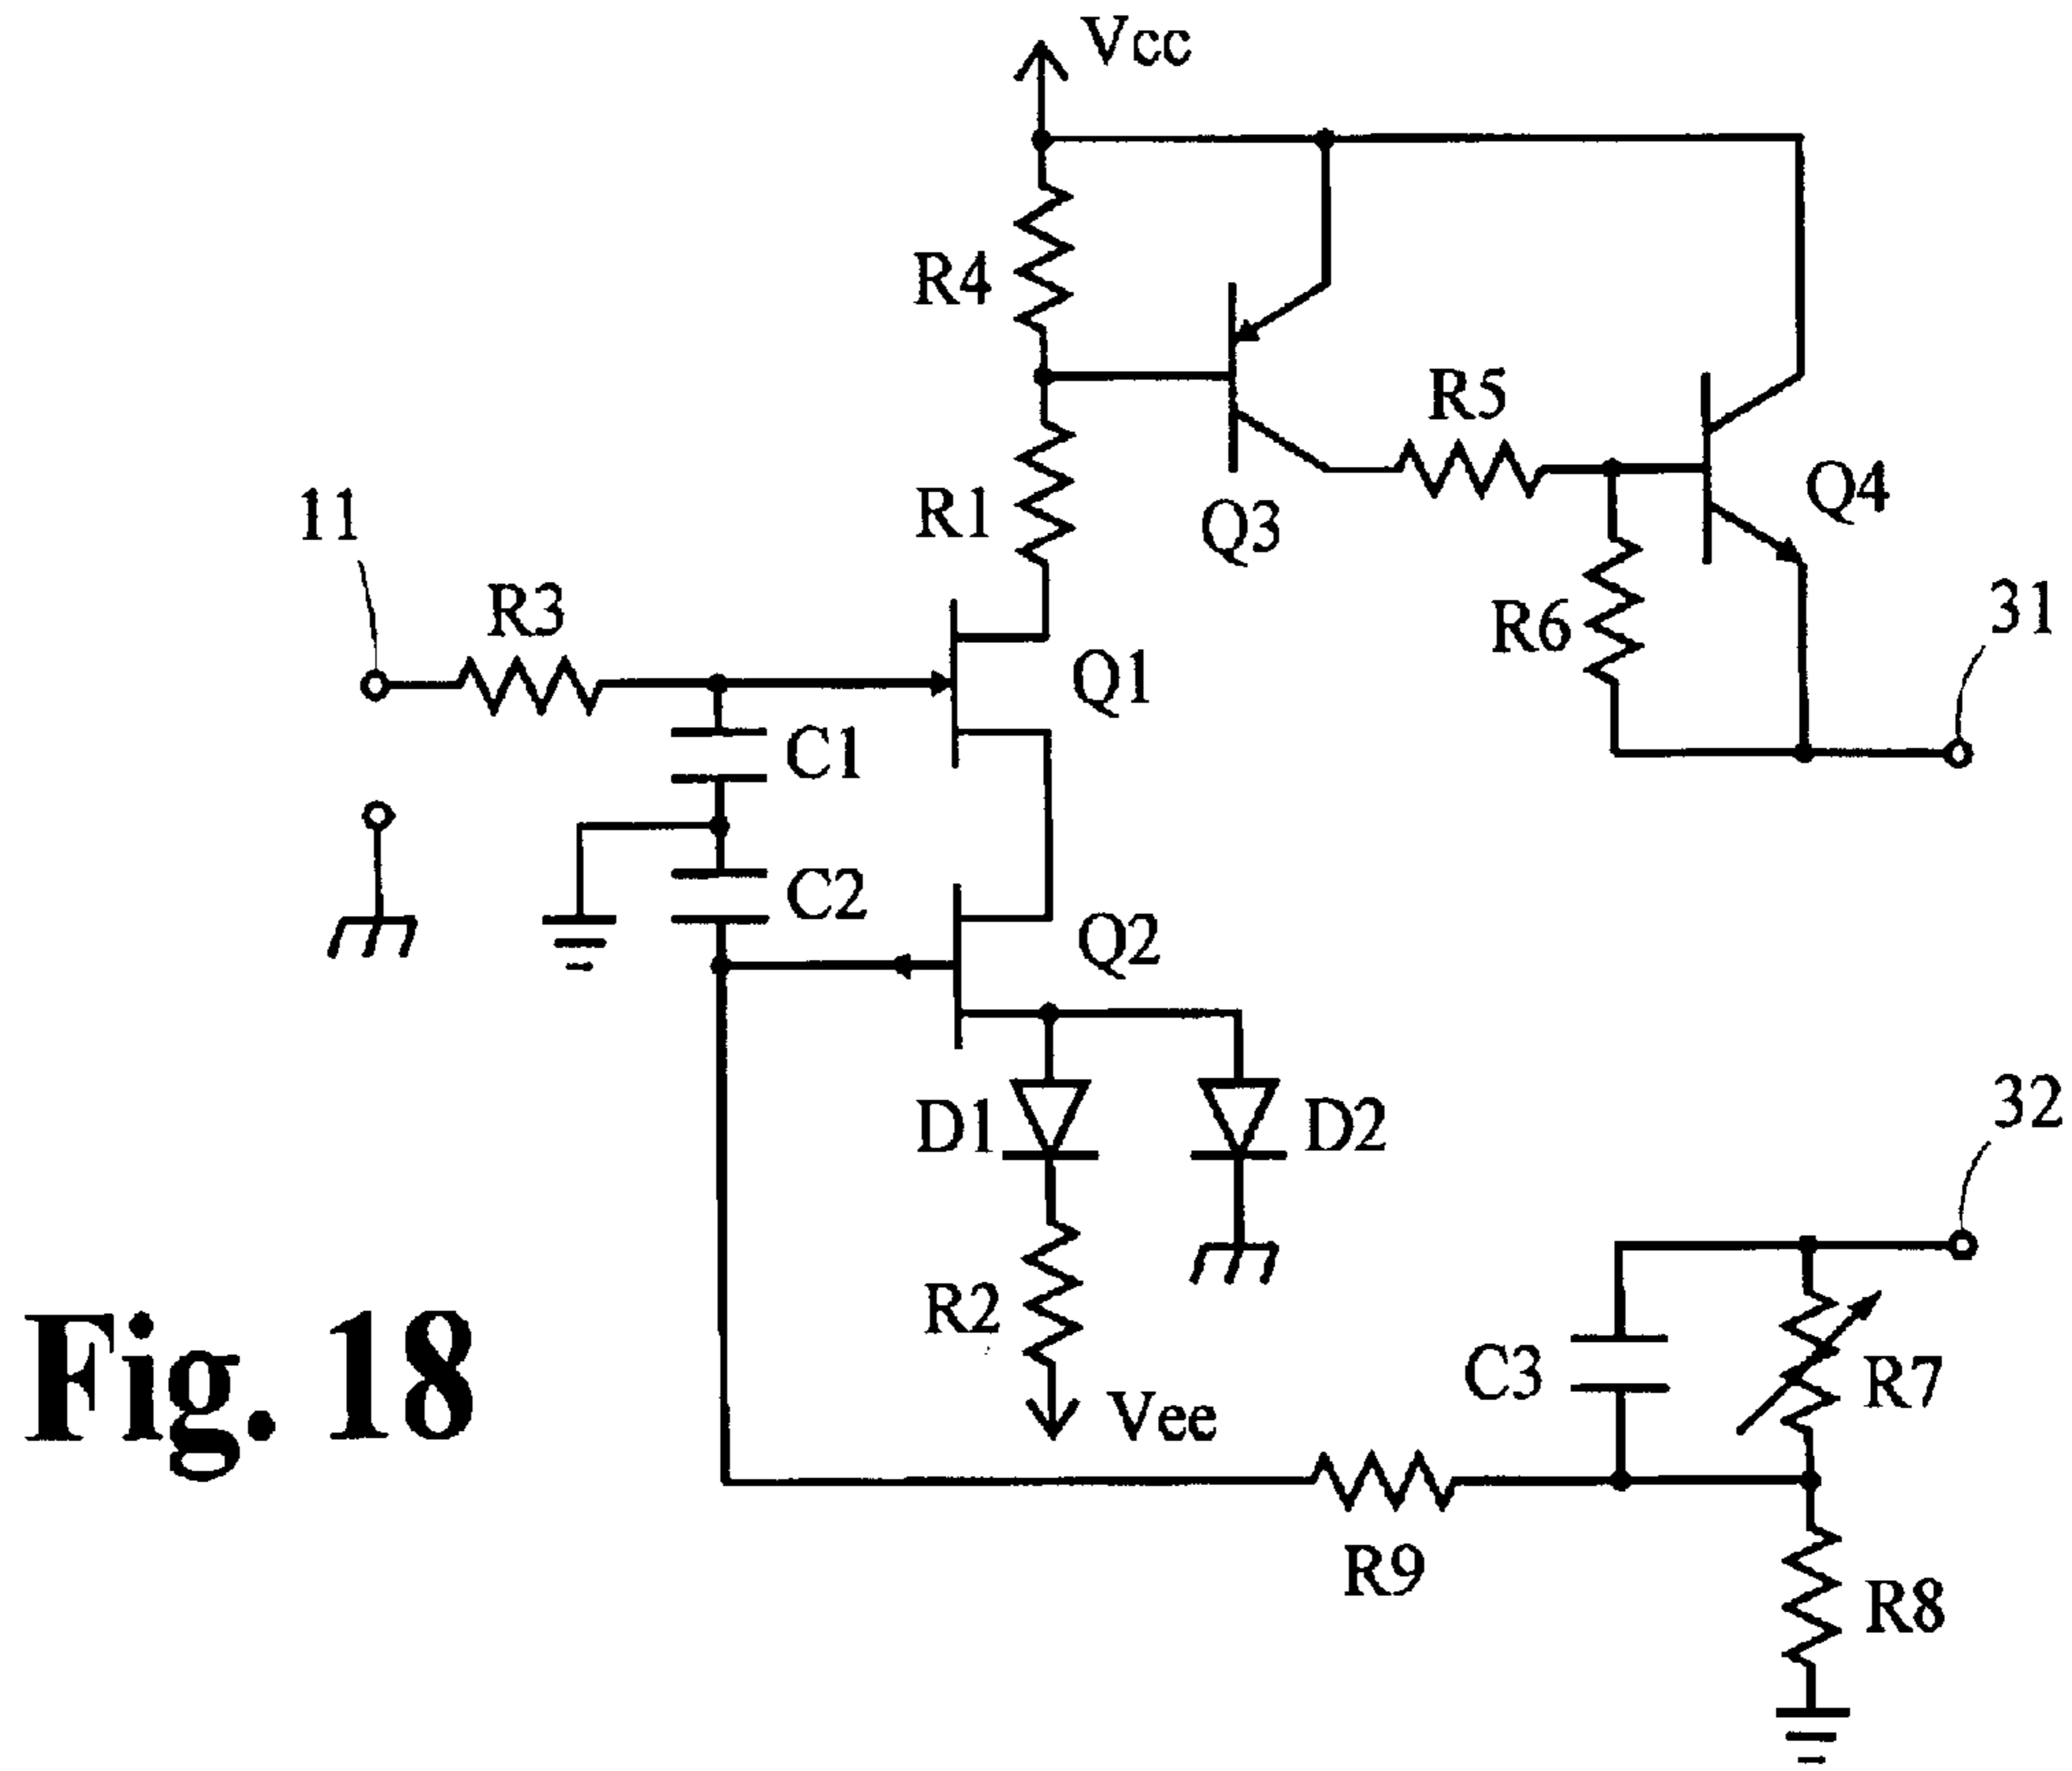 Vcc
R4
R5
R1
Q3
Q4
11
R3
R6
31
Q1
C1
C2
Q2
D1
D2
32
R2
C3
R7
Vee
Fig. 18
R9
R8